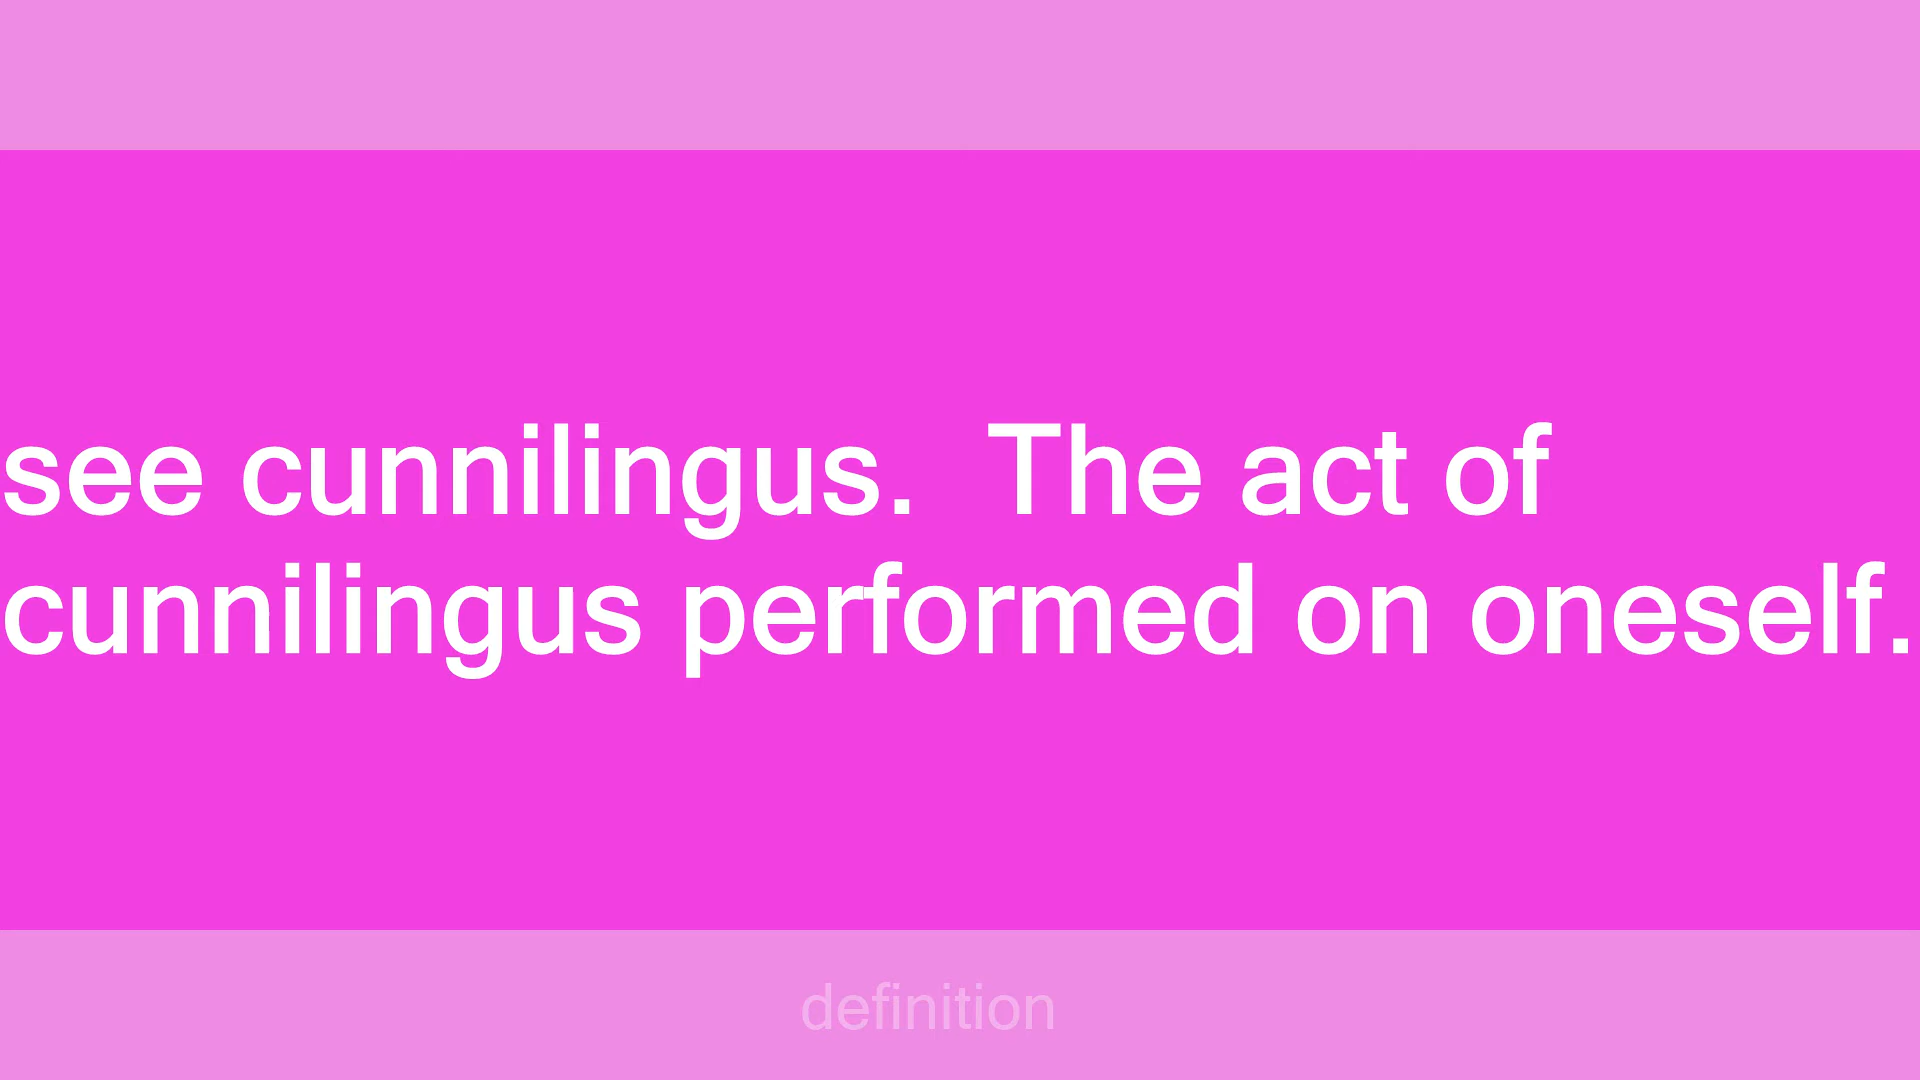 see cunnilingus.  The act of
cunnilingus performed on oneself.
definition